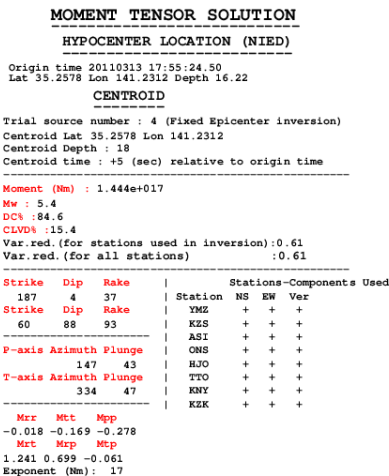 MOMENT TENSOR SOLUTION
HYPOCENTER LOCATION (NIED)
Origin time 20110313 17:55:24.50
Lat 35.2578 Lon 141.2312 Depth 16.22
CENTROID
Trial source number : 4 (Fixed Epicenter inversion)
Centroid Lat 35.2578 Lon 141.2312
Centroid Depth : 18
Centroid time : +5 (sec) relative to origin time
Moment (Nm) : 1.444e+017
Mw : 5.4
DC% :84.6
CLVD% :15.4
Var.red.(for stations used in inversion):0.61
Var.red.(for all stations) :0.61
Strike Dip Rake | Stations-Components Used
187 4 37 | Station NS EW Ver
Strike Dip Rake | YMZ + + +
60 88 93 | KZS + + +
| ASI + + +
P-axis Azimuth Plunge | ONS + + +
147 43 | HJO + + +
T-axis Azimuth Plunge | TTO + + +
334 47 | KNY + + +
| KZK + + +
Mrr Mtt Mpp
-0.018 -0.169 -0.278
Mrt Mrp Mtp
1.241 0.699 -0.061
Exponent (Nm): 17